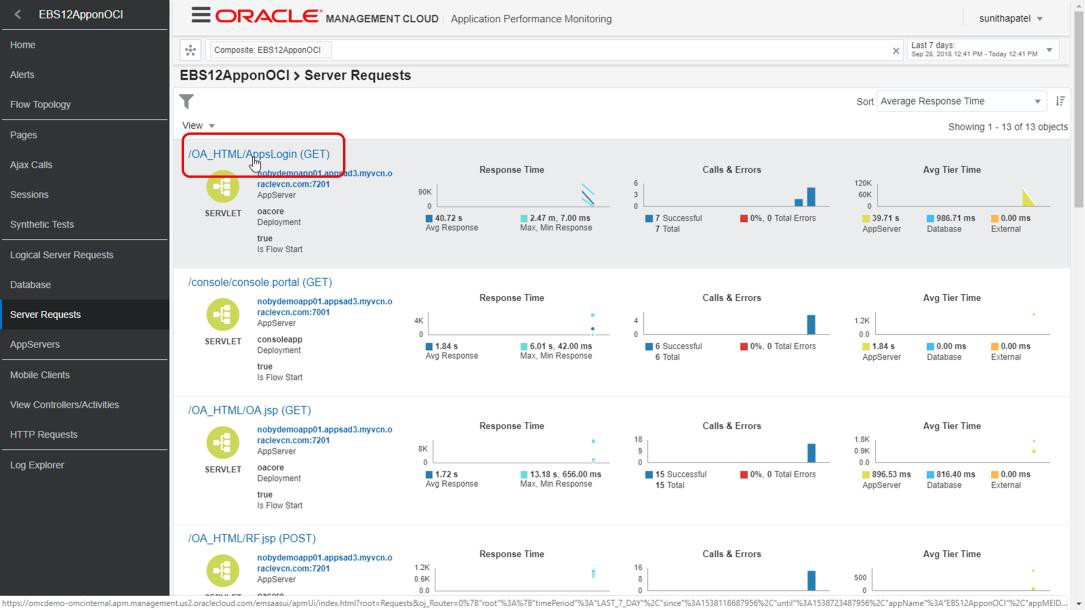 EBS12ApponOCI
Home
Alerts
Flow Topology
Pages
Ajax Calls
Sessions
Synthetic Tests
Logical Server Requests
Database
Server Requests
AppServers
Mobile Clients
View Controllers/Activities
HTTP Requests
Log Explorer
ORACLE MANAGEMENT CLOUD Application Performance Monitoring
sunithapatel
Composite: EBS12ApponOCI
Last 7 days:
Sep 28, 2018 12:41 PM - Today 12:41 PM
EBS12ApponOCI > Server Requests
Sort Average Response Time
View
Showing 1 - 13 of 13 objects
/OA_HTML/AppsLogin (GET)
nobydemoapp01.appsad3.myvcn.o
raclevcn.com:7201
AppServer
SERVLET
oacore
Deployment
true
Is Flow Start
Response Time
90K
0
40.72 s
Avg Response
2.47 m, 7.00 ms
Max, Min Response
Calls & Errors
6
3
0
7 Successful
7 Total
0%, 0 Total Errors
Avg Tier Time
120K
60K
0.0
39.71 s
AppServer
986.71 ms
Database
0.00 ms
External
/console/console.portal (GET)
nobydemoapp01.appsad3.myvcn.o
raclevcn.com:7001
AppServer
SERVLET
consoleapp
Deployment
true
Is Flow Start
Response Time
4K
0
1.84 s
Avg Response
6.01 s, 42.00 ms
Max, Min Response
Calls & Errors
4
0
6 Successful
6 Total
0%, 0 Total Errors
Avg Tier Time
1.2K
0.0
1.84 s
AppServer
0.00 ms
Database
0.00 ms
External
/OA_HTML/OA.jsp (GET)
nobydemoapp01.appsad3.myvcn.o
raclevcn.com:7201
AppServer
SERVLET
oacore
Deployment
true
Is Flow Start
Response Time
8K
0
1.72 s
Avg Response
13.18 s, 656.00 ms
Max, Min Response
Calls & Errors
18
9
0
15 Successful
15 Total
0%, 0 Total Errors
Avg Tier Time
1.8K
0.9K
0.0
896.53 ms
AppServer
816.40 ms
Database
0.00 ms
External
/OA_HTML/RF.jsp (POST)
nobydemoapp01.appsad3.myvcn.o
raclevcn.com:7201
AppServer
Response Time
1.2K
0.6K
0.0
Calls & Errors
16
8
0
Avg Tier Time
500
0
https://omcdemo-omcinternal.apm.management.us2.oraclecloud.com/emsaasui/apmUi/index.html?root=Requests&oj_Router=0%7B"root"%3A%7B"timePeriod"%3A"LAST_7_DAY"%2C"since"%3A1538118687956%2C"until"%3A1538723487956%2C"appName"%3A"EBS12ApponOCI"%2C"appMEID...